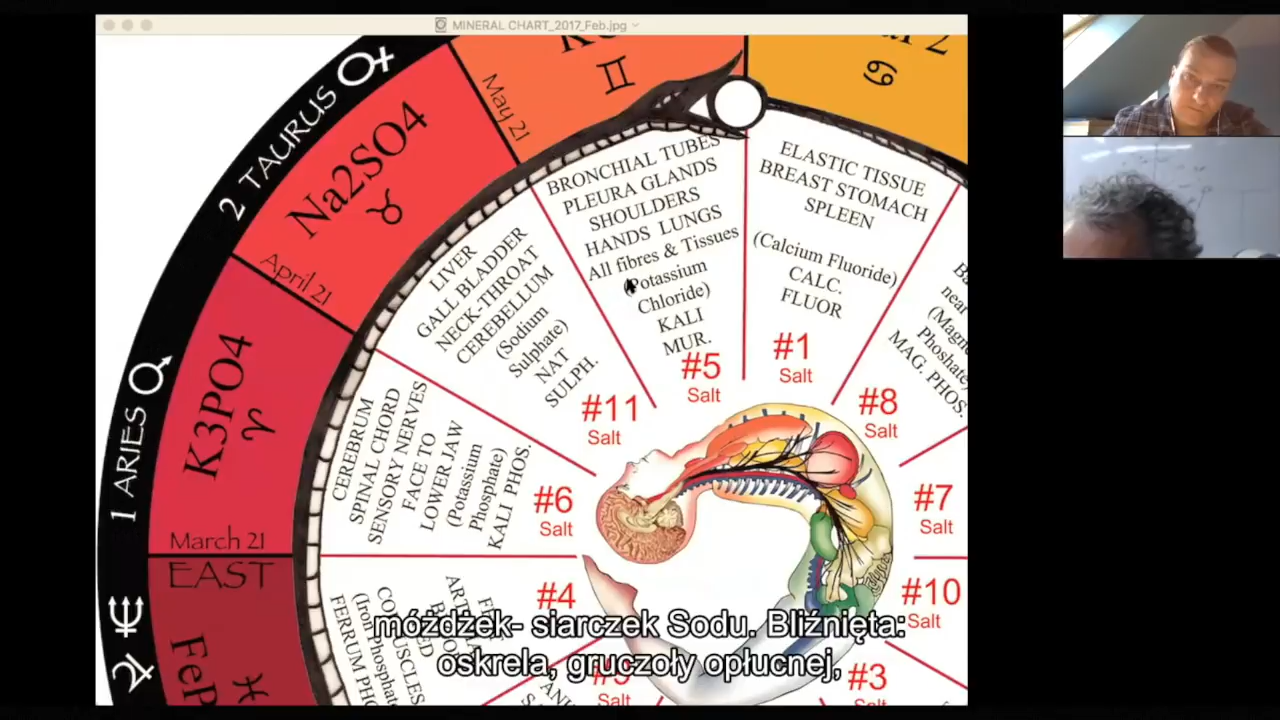 MINERAL CHART_2017_Feb.jpg
2 TAURUS
Na2SO4
April 21
May 21
1 ARIES
K3PO4
March 21
EAST
BRONCHIAL TUBES
PLEURA GLANDS
SHOULDERS
HANDS LUNGS
All fibres & Tissues
(Potassium
Chloride)
KALI
MUR.
#5
Salt
ELASTIC TISSUE
BREAST STOMACH
SPLEEN
(Calcium Fluoride)
CALC.
FLUOR
#1
Salt
LIVER
GALL BLADDER
NECK-THROAT
CEREBELLUM
(Sodium
Sulphate)
NAT
SULPH.
#11
Salt
CEREBRUM
SPINAL CHORD
SENSORY NERVES
FACE TO
LOWER JAW
(Potassium
Phosphate)
KALI PHOS.
#6
Salt
MAG. PHOS.
#8
Salt
#7
Salt
#10
Salt
#4
#3
Salt
móżdżek- siarczek Sodu. Bliźnięta:
oskrela, gruczoły opłucnej,